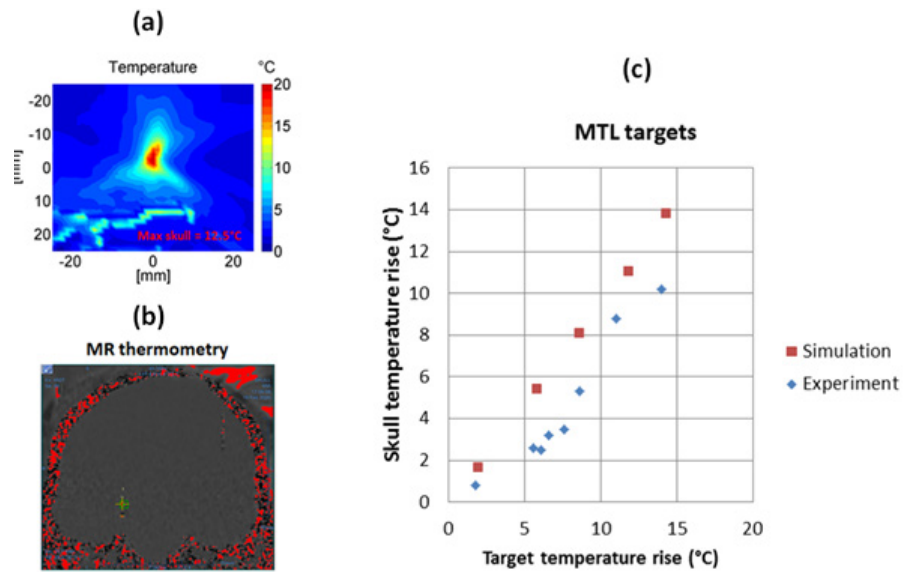 (a)
Temperature
°C
-20
-10
0
10
20
[mm]
20
15
10
5
0
Max skull = 12.5°C
-20 0 20
[mm]
(b)
MR thermometry
(c)
MTL targets
Skull temperature rise (°C)
16
14
12
10
8
6
4
2
0
0 5 10 15 20
Target temperature rise (°C)
Simulation
Experiment